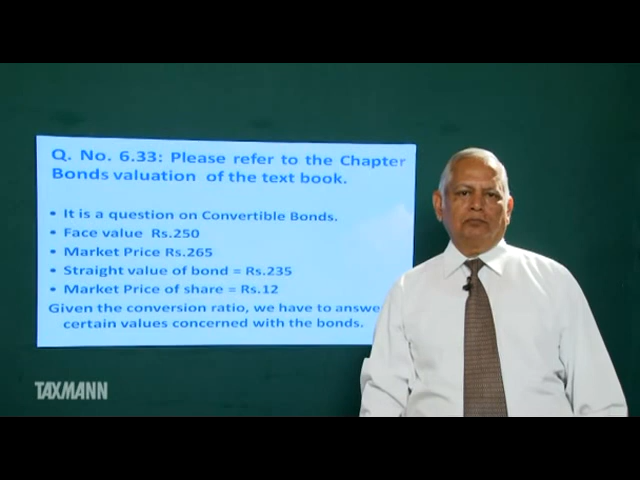 Q. No. 6.33: Please refer to the Chapter
Bonds valuation of the text book.
• It is a question on Convertible Bonds.
• Face value Rs.250
• Market Price Rs.265
• Straight value of bond = Rs.235
• Market Price of share = Rs.12
Given the conversion ratio, we have to answe
certain values concerned with the bonds.
TAXMANN